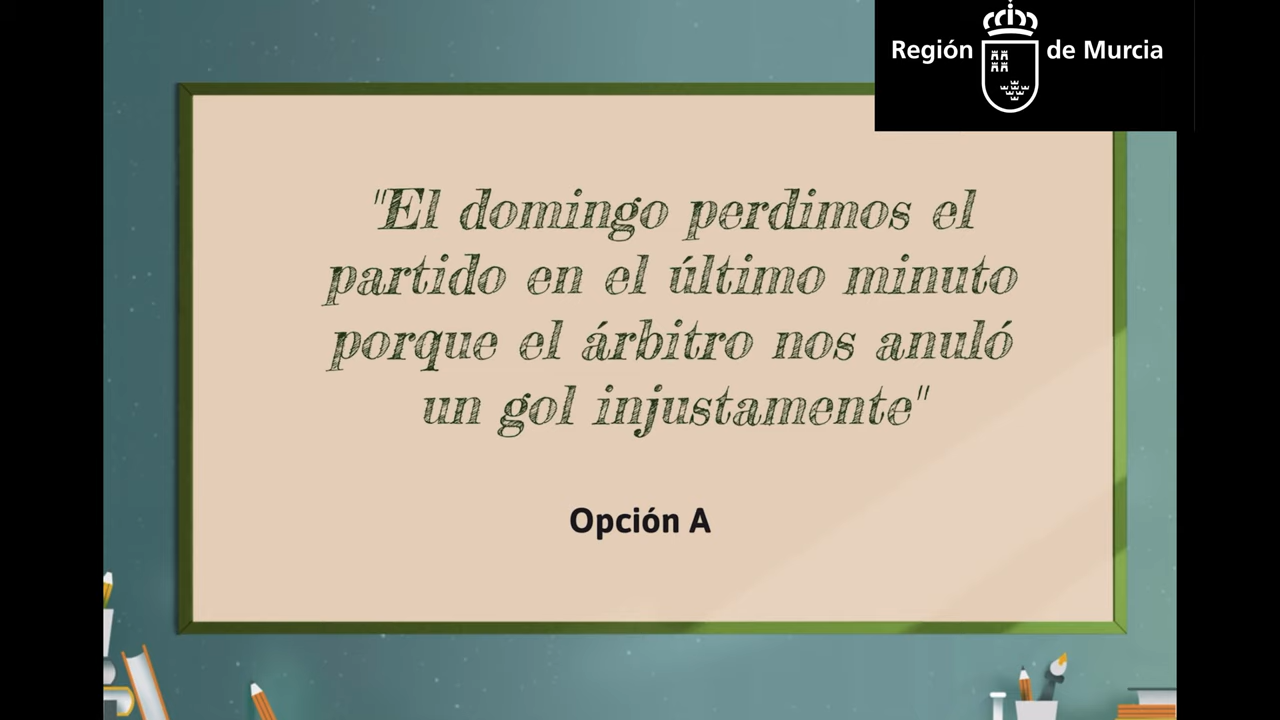 Región de Murcia
"El domingo perdimos el
partido en el último minuto
porque el árbitro nos anuló
un gol injustamente"
Opción A